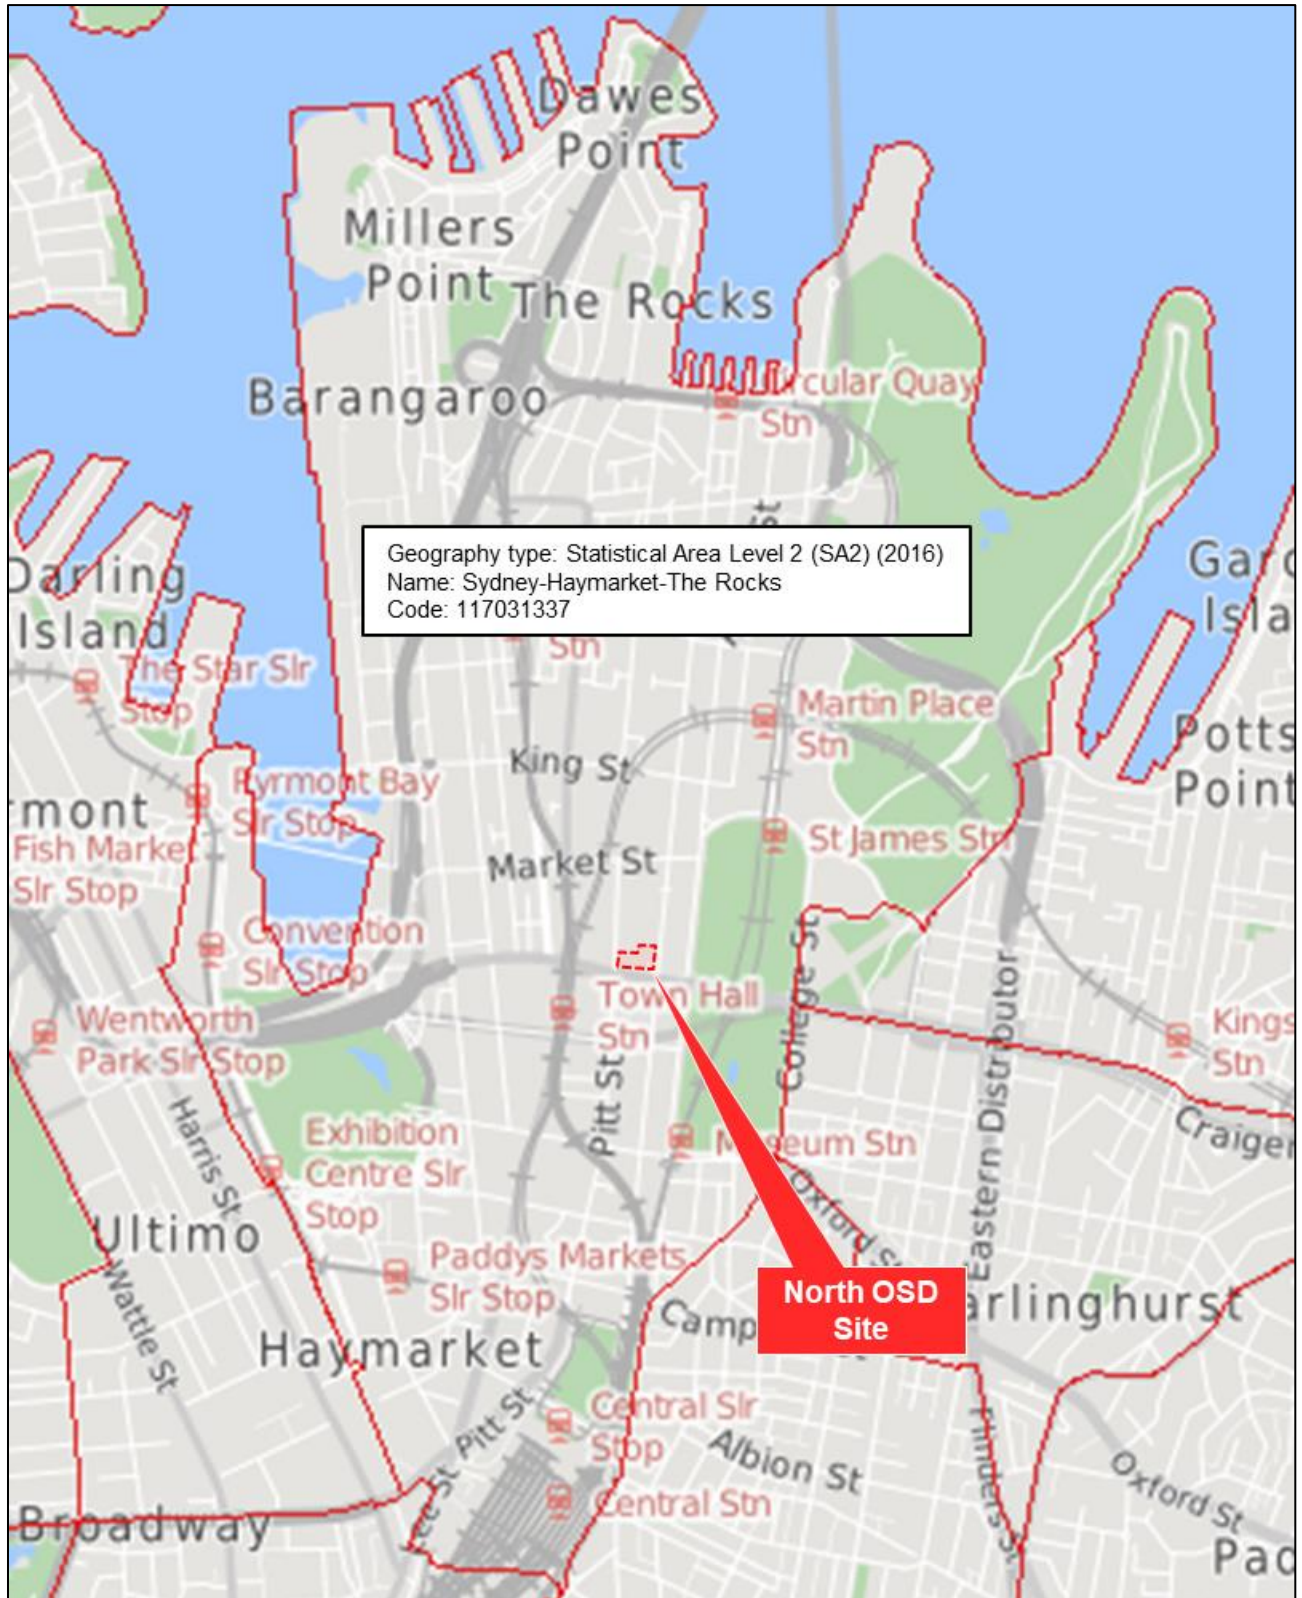 Dawes
Point
Millers
Point
The Rocks
Barangaroo
Circular Quay
Stn
St
Geography type: Statistical Area Level 2 (SA2) (2016)
Name: Sydney-Haymarket-The Rocks
Code: 117031337
Darling
Island
Gard
Isla
Stn
The Star Slr
Stop
Martin Place
Stn
Potts
Point
King St
Pyrmont Bay
Slr Stop
rmont
Fish Market
Slr Stop
St James Stn
Market St
Convention
Slr Stop
College St
Town Hall
Stn
Wentworth
Park Slr Stop
Kings
Stn
Pitt St
Eastern Distributor
Harris St
Exhibition
Centre Slr
Stop
Museum Stn
Craigen
Oxford St
Ultimo
Paddys Markets
Slr Stop
Wattle St
North OSD
Site
arlinghurst
Camp
Haymarket
Central Slr
Stop
Pitt St
Albion St
Flinders St
Oxford St
Lee St
Central Stn
Broadway
Pad